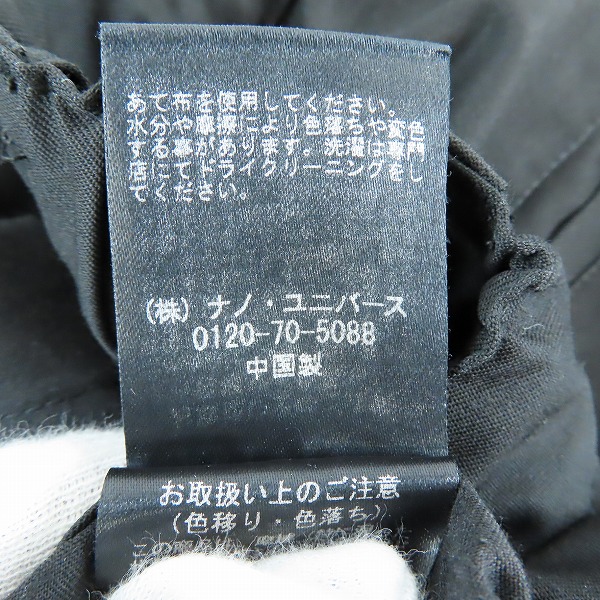 あて布を使用してください。
水分や摩擦により色落ちや変色
する事があります。洗濯は専門
店にてドライクリーニングをし
てください。
(株) ナノ・ユニバース
0120-70-5088
中国製
お取扱い上のご注意
(色移り・色落ち)
この